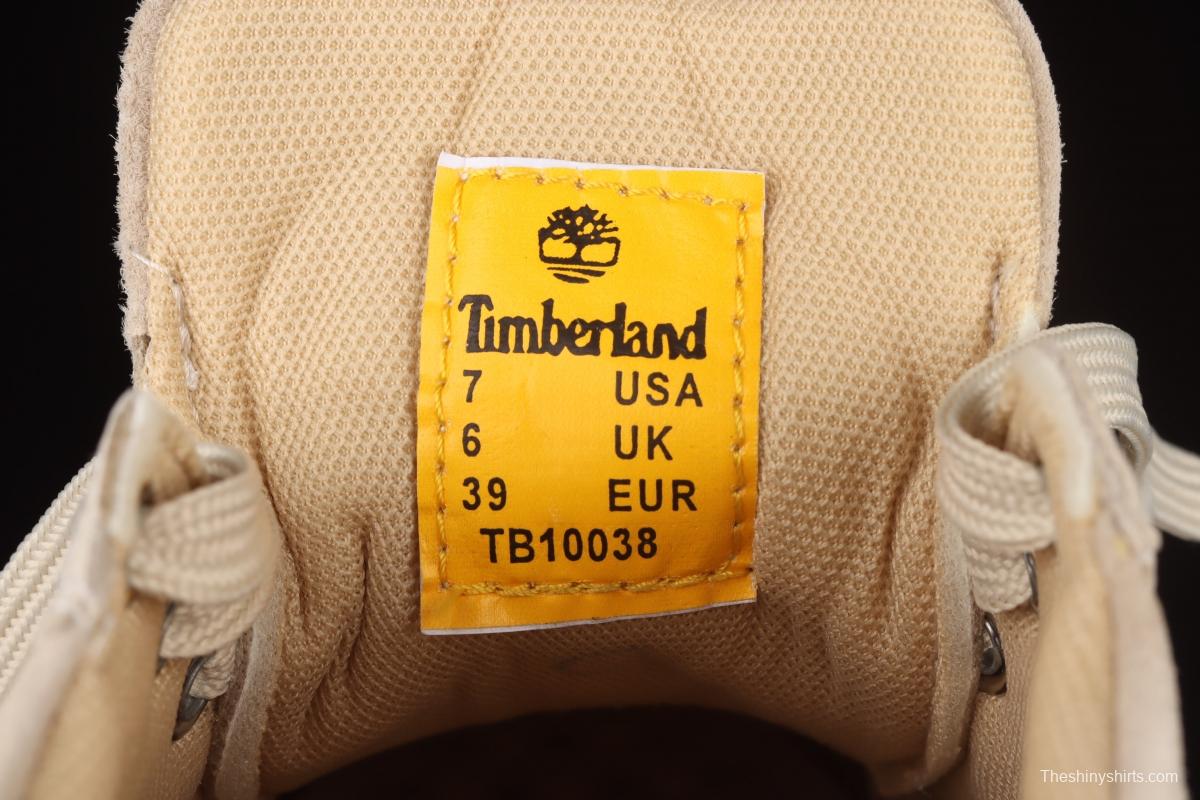 Timberland
7 USA
6 UK
39 EUR
TB10038
Theshinyshirts.com